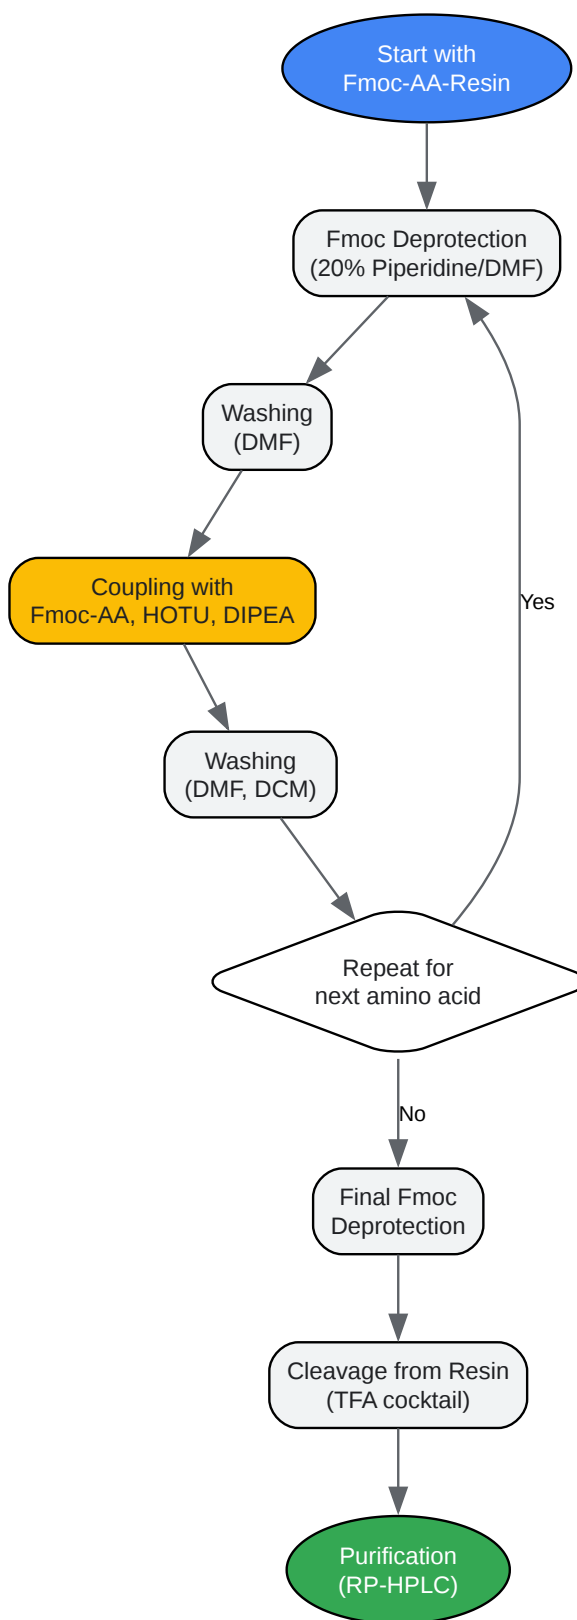 Start with
Fmoc-AA-Resin
Fmoc Deprotection
(20% Piperidine/DMF)
Washing
(DMF)
Coupling with
Fmoc-AA, HOTU, DIPEA
Yes
Washing
(DMF, DCM)
Repeat for
next amino acid
No
Final Fmoc
Deprotection
Cleavage from Resin
(TFA cocktail)
Purification
(RP-HPLC)